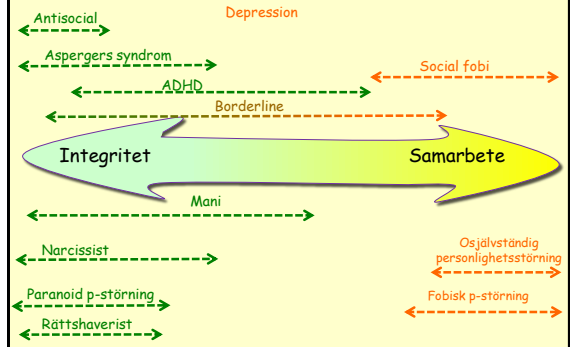 Antisocial
Depression
Aspergers syndrom
Social fobi
ADHD
Borderline
Integritet
Samarbete
Mani
Narcissist
Osjälvständig
personlighetsstörning
Paranoid p-störning
Fobisk p-störning
Rättshaverist